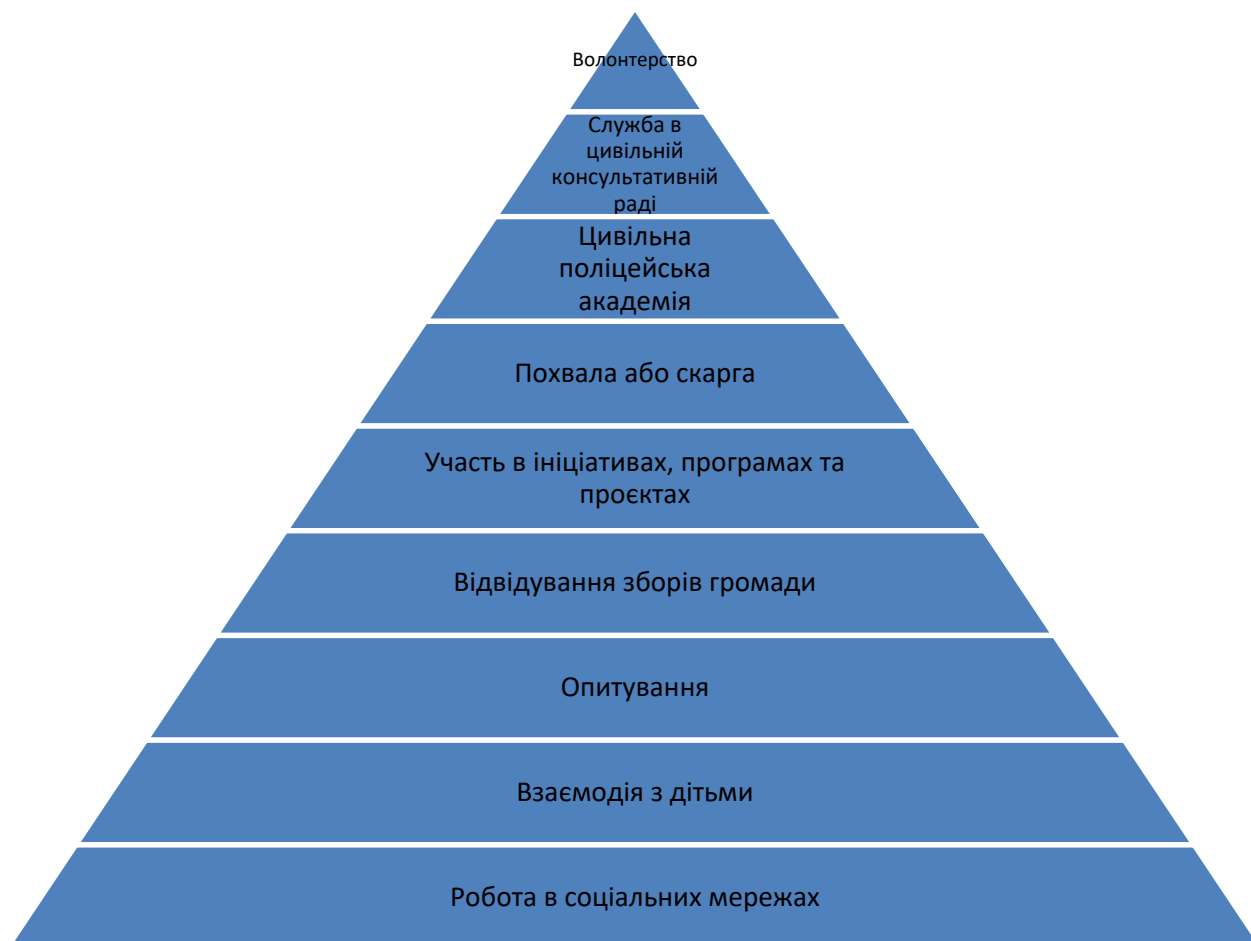 Волонтерство
Служба в
цивільній
консультативній
раді
Цивільна
поліцейська
академія
Похвала або скарга
Участь в ініціативах, програмах та
проєктах
Відвідування зборів громади
Опитування
Взаємодія з дітьми
Робота в соціальних мережах